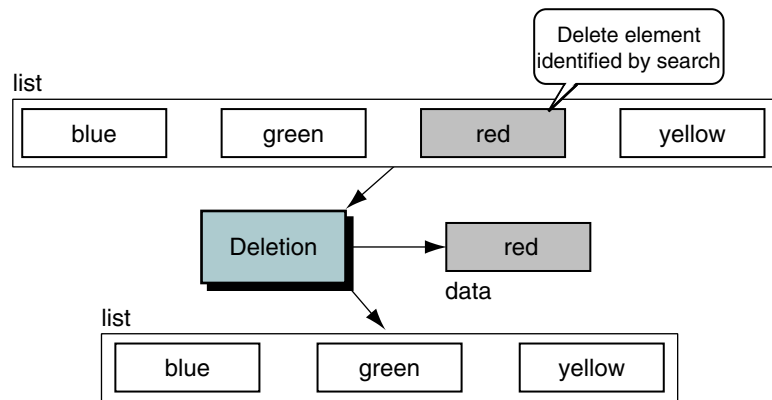 Delete element
identified by search
list
blue green red yellow
Deletion
red
data
list
blue green yellow